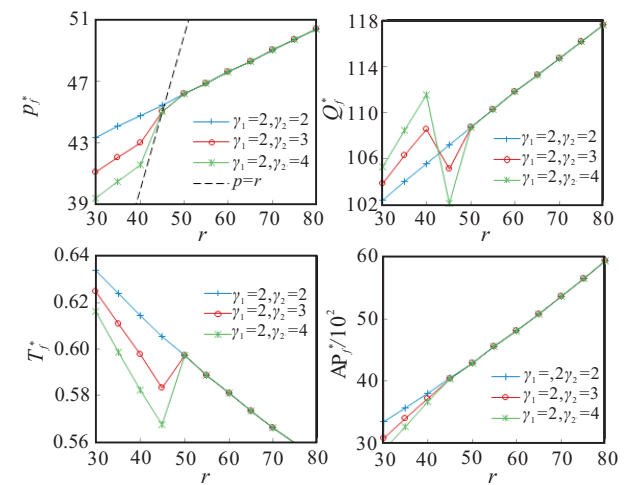 51
47
43
39
p*f
γ₁=2,γ₂=2
γ₁=2,γ₂=3
γ₁=2,γ₂=4
p=r
30 40 50 60 70 80
r
118
114
110
106
102
Q*f
γ₁=2,γ₂=2
γ₁=2,γ₂=3
γ₁=2,γ₂=4
30 40 50 60 70 80
r
0.64
0.62
0.60
0.58
0.56
T*f
γ₁=2,γ₂=2
γ₁=2,γ₂=3
γ₁=2,γ₂=4
30 40 50 60 70 80
r
60
50
40
30
AP*f/10²
γ₁=,2γ₂=2
γ₁=2,γ₂=3
γ₁=2,γ₂=4
30 40 50 60 70 80
r